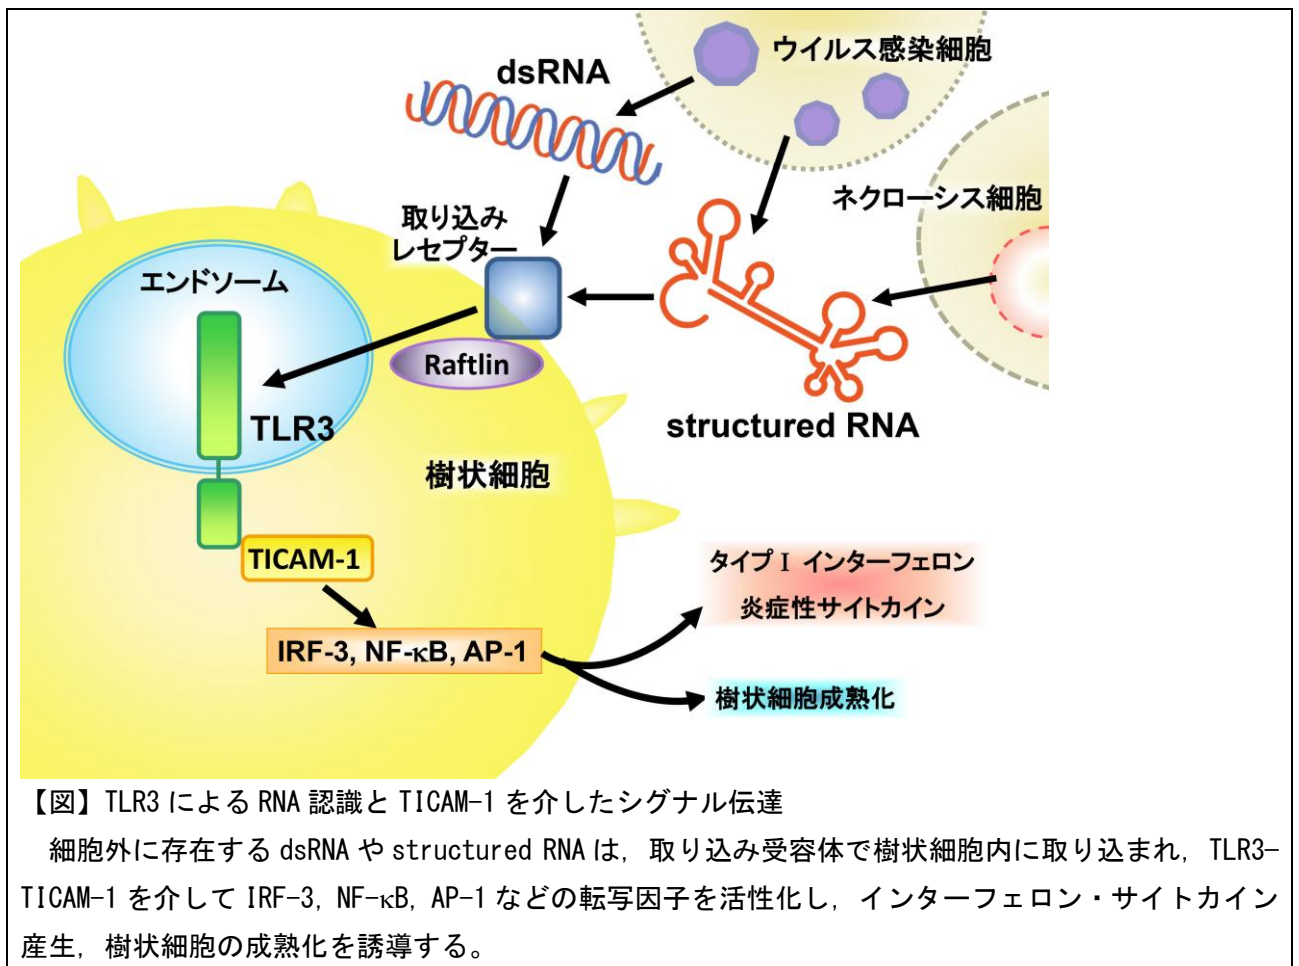 ウイルス感染細胞
dsRNA
ネクローシス細胞
取り込み
レセプター
エンドソーム
Raftlin
TLR3
structured RNA
樹状細胞
TICAM-1
タイプⅠ インターフェロン
炎症性サイトカイン
IRF-3, NF-κB, AP-1
樹状細胞成熟化
【図】TLR3 による RNA 認識と TICAM-1 を介したシグナル伝達
細胞外に存在する dsRNA や structured RNA は，取り込み受容体で樹状細胞内に取り込まれ，TLR3-
TICAM-1 を介して IRF-3，NF-κB，AP-1 などの転写因子を活性化し，インターフェロン・サイトカイン
産生，樹状細胞の成熟化を誘導する。